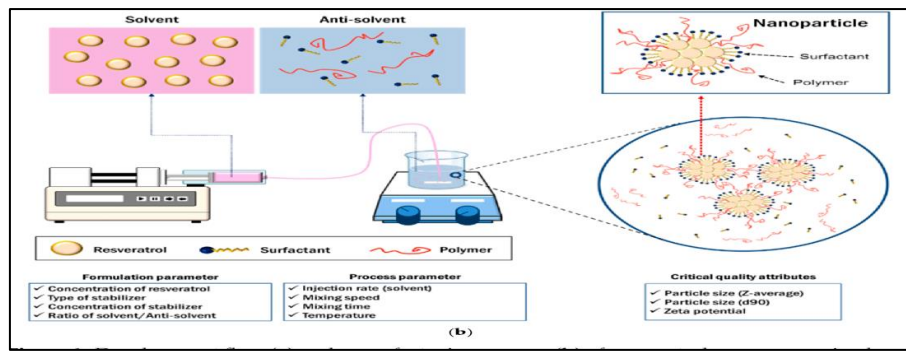 Solvent
Anti-solvent
Nanoparticle
Surfactant
Polymer
Resveratrol
Surfactant
Polymer
Formulation parameter
✓ Concentration of resveratrol
✓ Type of stabilizer
✓ Concentration of stabilizer
✓ Ratio of solvent/Anti-solvent
Process parameter
✓ Injection rate (solvent)
✓ Mixing speed
✓ Mixing time
✓ Temperature
Critical quality attributes
✓ Particle size (Z-average)
✓ Particle size (d90)
✓ Zeta potential
(b)